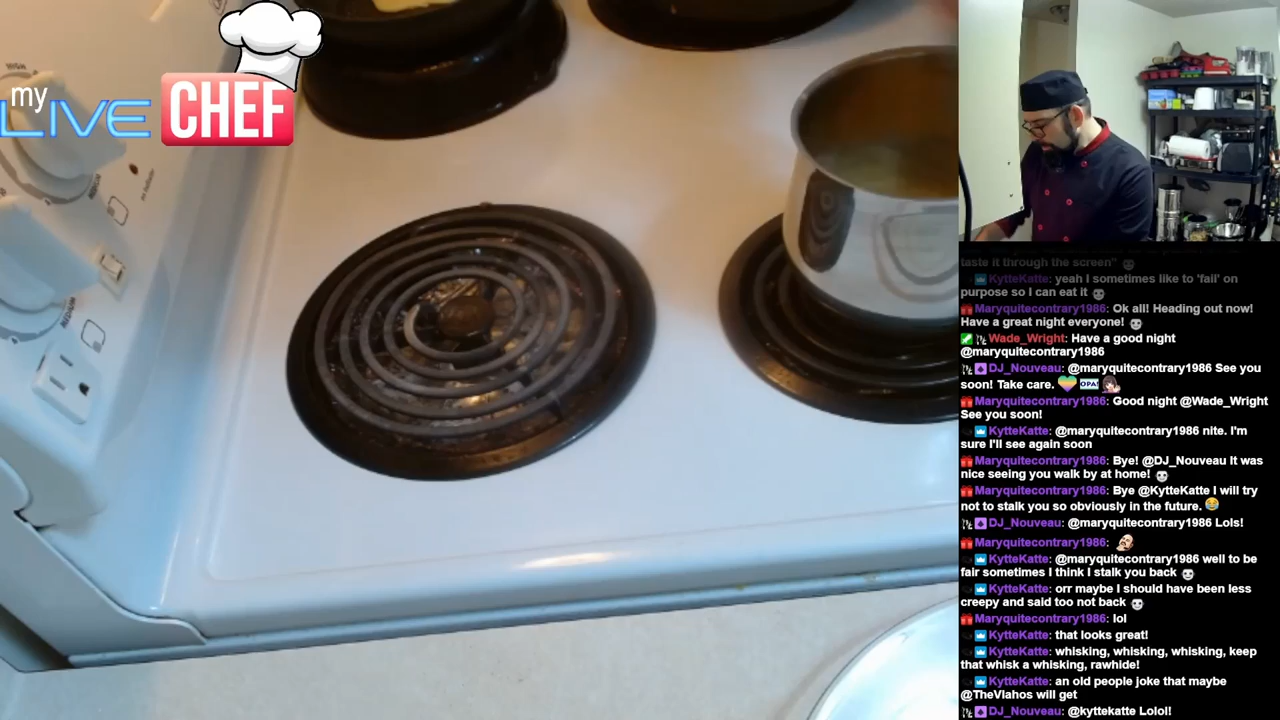 my
LIVE CHEF
HIGH
MEDIUM
MEDIUM
taste it through the screen"
KytteKatte: yeah I sometimes like to 'fail' on
purpose so I can eat it
Maryquitecontrary1986: Ok all! Heading out now!
Have a great night everyone!
Wade_Wright: Have a good night
@maryquitecontrary1986
DJ_Nouveau: @maryquitecontrary1986 See you
soon! Take care. OPA!
Maryquitecontrary1986: Good night @Wade_Wright
See you soon!
KytteKatte: @maryquitecontrary1986 nite. I'm
sure I'll see again soon
Maryquitecontrary1986: Bye! @DJ_Nouveau It was
nice seeing you walk by at home!
Maryquitecontrary1986: Bye @KytteKatte I will try
not to stalk you so obviously in the future.
DJ_Nouveau: @maryquitecontrary1986 Lols!
Maryquitecontrary1986:
KytteKatte: @maryquitecontrary1986 well to be
fair sometimes I think I stalk you back
KytteKatte: orr maybe I should have been less
creepy and said too not back
Maryquitecontrary1986: lol
KytteKatte: that looks great!
KytteKatte: whisking, whisking, whisking, keep
that whisk a whisking, rawhide!
KytteKatte: an old people joke that maybe
@TheVlahos will get
DJ_Nouveau: @kyttekatte Lolol!